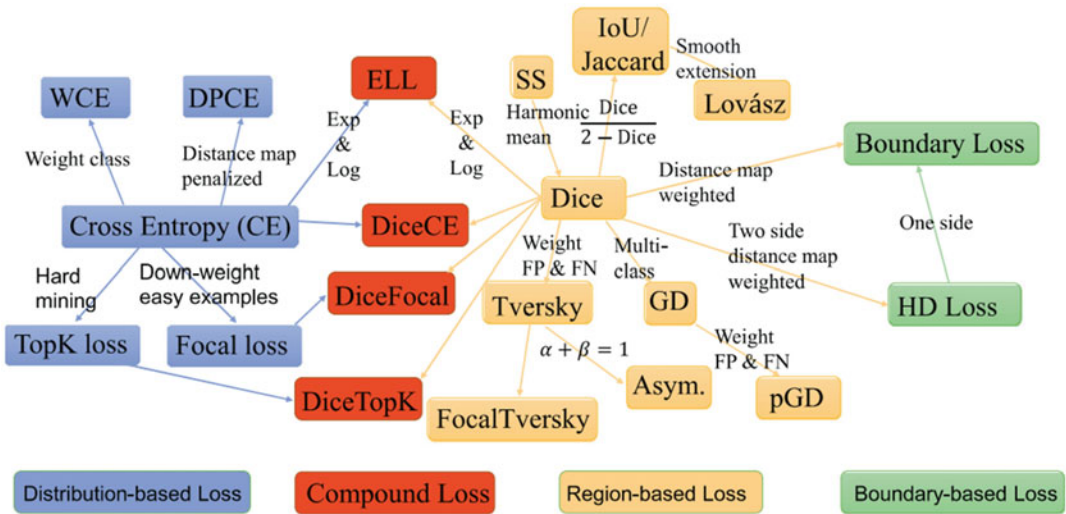 IoU/
Jaccard
Smooth
extension
Lovász
SS
ELL
WCE
DPCE
Harmonic
mean
Dice
2 − Dice
Exp
&
Log
Exp
&
Log
Weight class
Distance map
penalized
Boundary Loss
Distance map
weighted
Dice
Cross Entropy (CE)
DiceCE
One side
Two side
distance map
weighted
Weight
FP & FN
Multi-
class
Hard
mining
Down-weight
easy examples
DiceFocal
Tversky
GD
HD Loss
TopK loss
Focal loss
α + β = 1
Weight
FP & FN
DiceTopK
FocalTversky
Asym.
pGD
Distribution-based Loss
Compound Loss
Region-based Loss
Boundary-based Loss